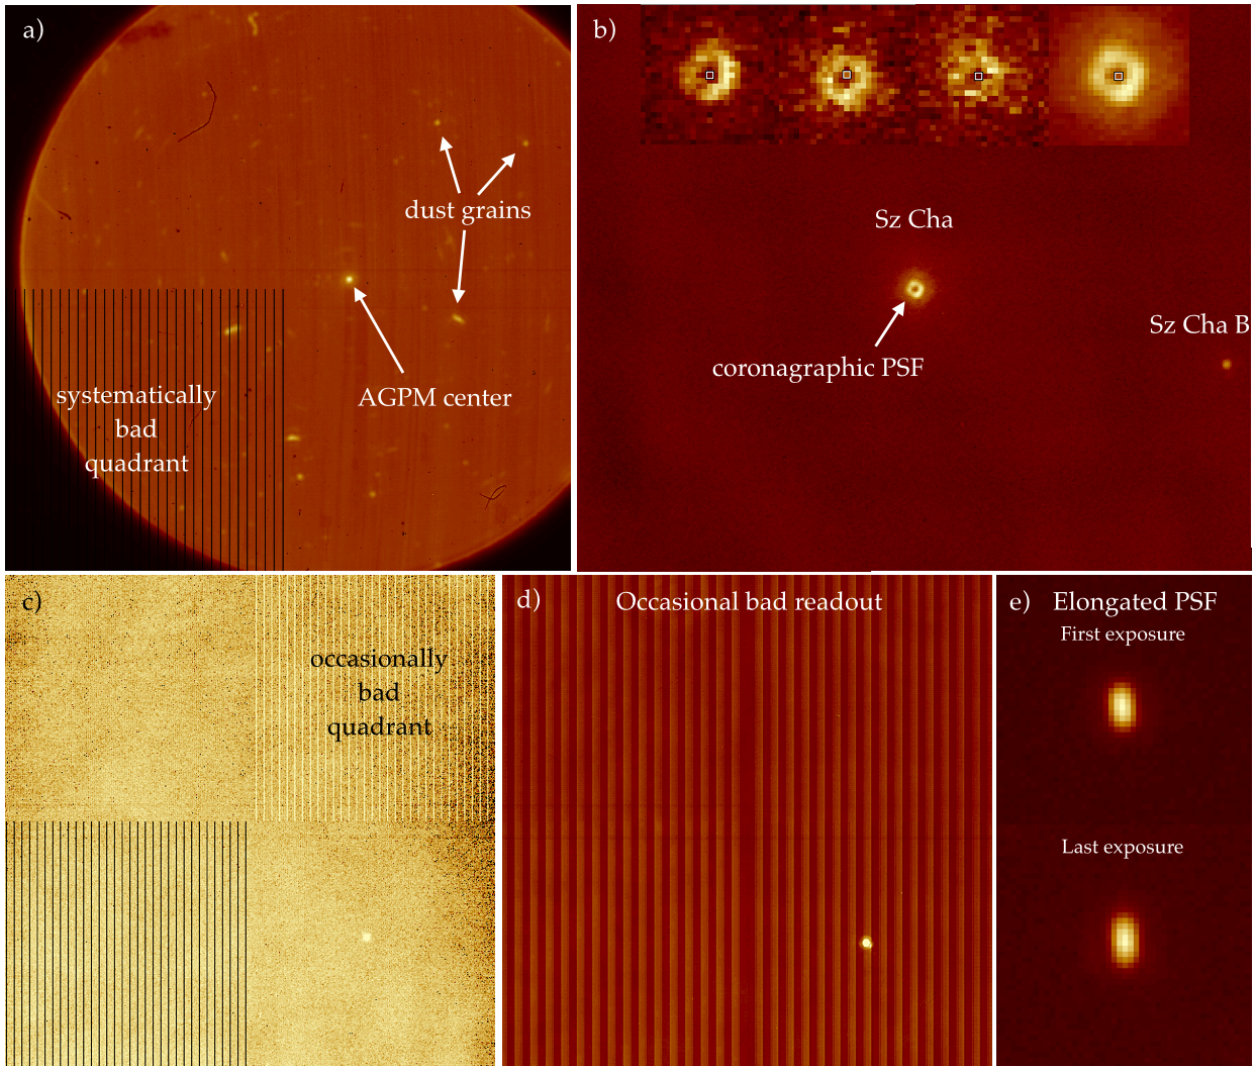 a)
dust grains
AGPM center
systematically
bad
quadrant
b)
Sz Cha
coronagraphic PSF
Sz Cha B
c)
occasionally
bad
quadrant
d)
Occasional bad readout
e)
Elongated PSF
First exposure
Last exposure